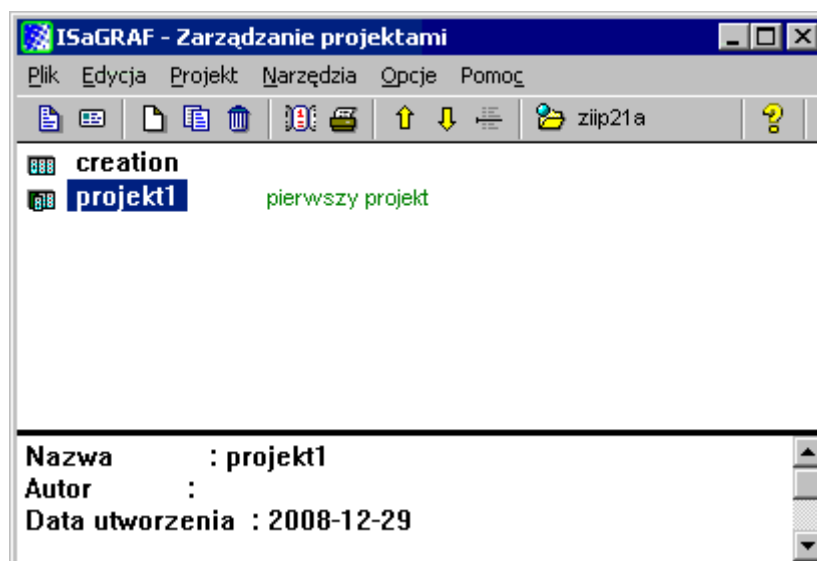 ISaGRAF - Zarządzanie projektami
Plik Edycja Projekt Narzędzia Opcje Pomoc
ziip21a
creation
projekt1 pierwszy projekt
Nazwa : projekt1
Autor :
Data utworzenia : 2008-12-29